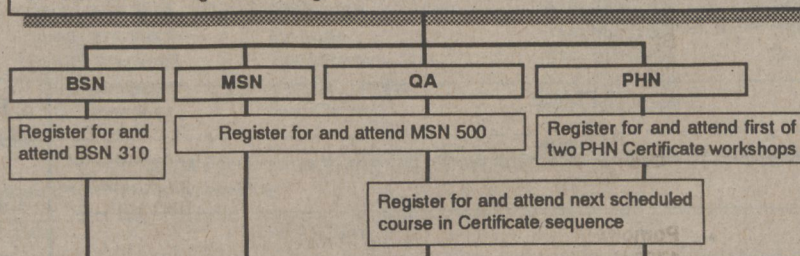 BSN
MSN
QA
PHN
Register for and
attend BSN 310
Register for and attend MSN 500
Register for and attend first of
two PHN Certificate workshops
Register for and attend next scheduled
course in Certificate sequence